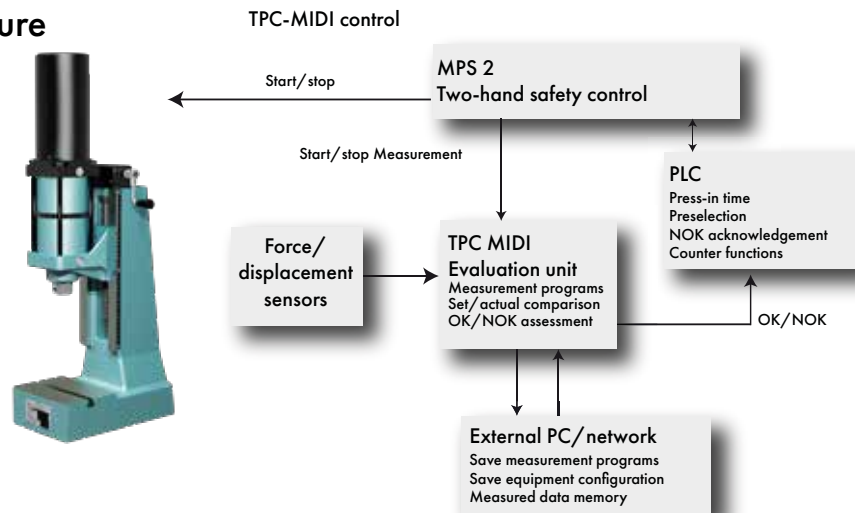 ure
TPC-MIDI control
Start/stop
MPS 2
Two-hand safety control
Start/stop Measurement
PLC
Press-in time
Preselection
NOK acknowledgement
Counter functions
Force/
displacement
sensors
TPC MIDI
Evaluation unit
Measurement programs
Set/actual comparison
OK/NOK assessment
OK/NOK
External PC/network
Save measurement programs
Save equipment configuration
Measured data memory